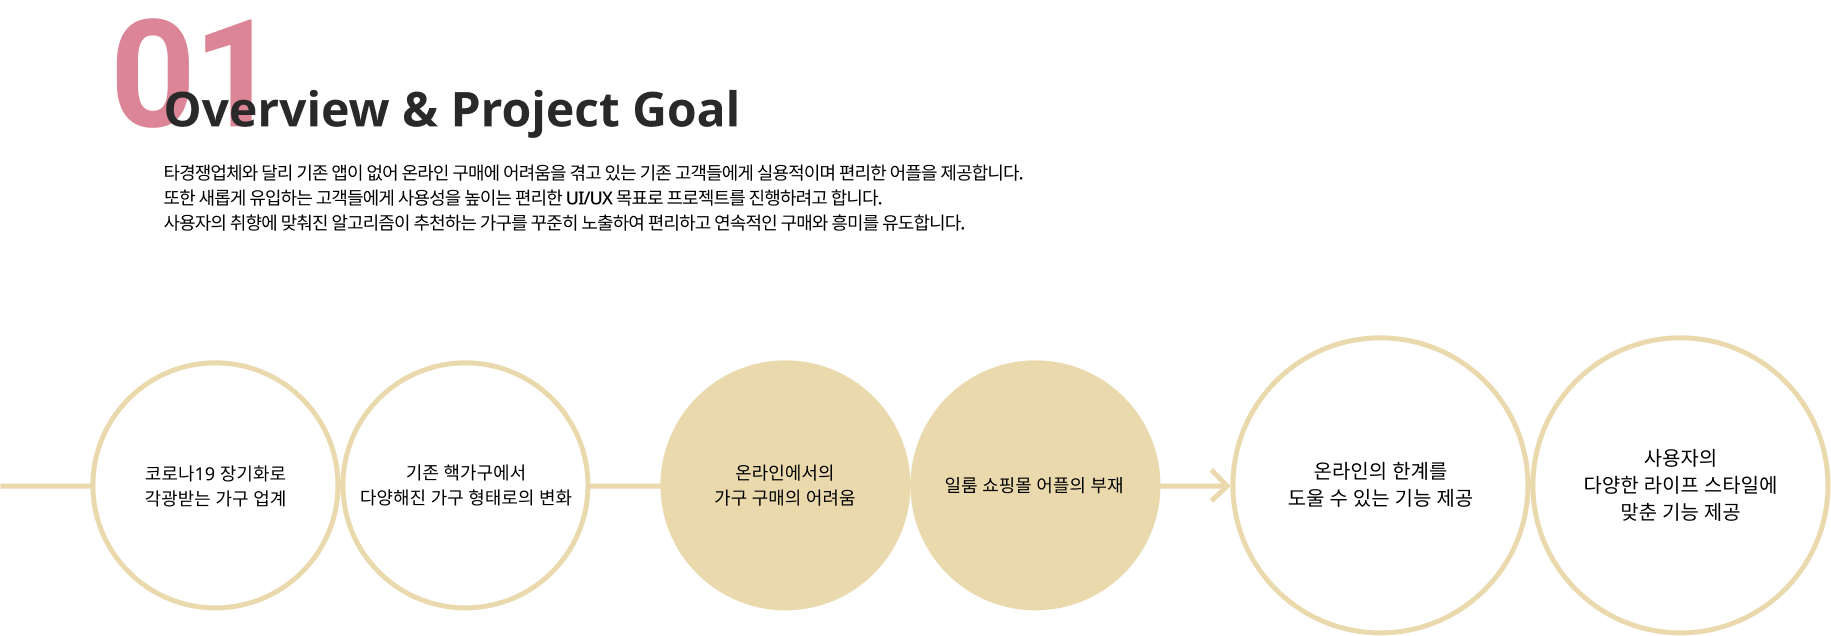 01
Overview & Project Goal
타경쟁업체와 달리 기존 앱이 없어 온라인 구매에 어려움을 겪고 있는 기존 고객들에게 실용적이며 편리한 어플을 제공합니다.
또한 새롭게 유입하는 고객들에게 사용성을 높이는 편리한 UI/UX 목표로 프로젝트를 진행하려고 합니다.
사용자의 취향에 맞춰진 알고리즘이 추천하는 가구를 꾸준히 노출하여 편리하고 연속적인 구매와 흥미를 유도합니다.
코로나19 장기화로
각광받는 가구 업계
기존 핵가구에서
다양해진 가구 형태로의 변화
온라인에서의
가구 구매의 어려움
일룸 쇼핑몰 어플의 부재
온라인의 한계를
도울 수 있는 기능 제공
사용자의
다양한 라이프 스타일에
맞춘 기능 제공